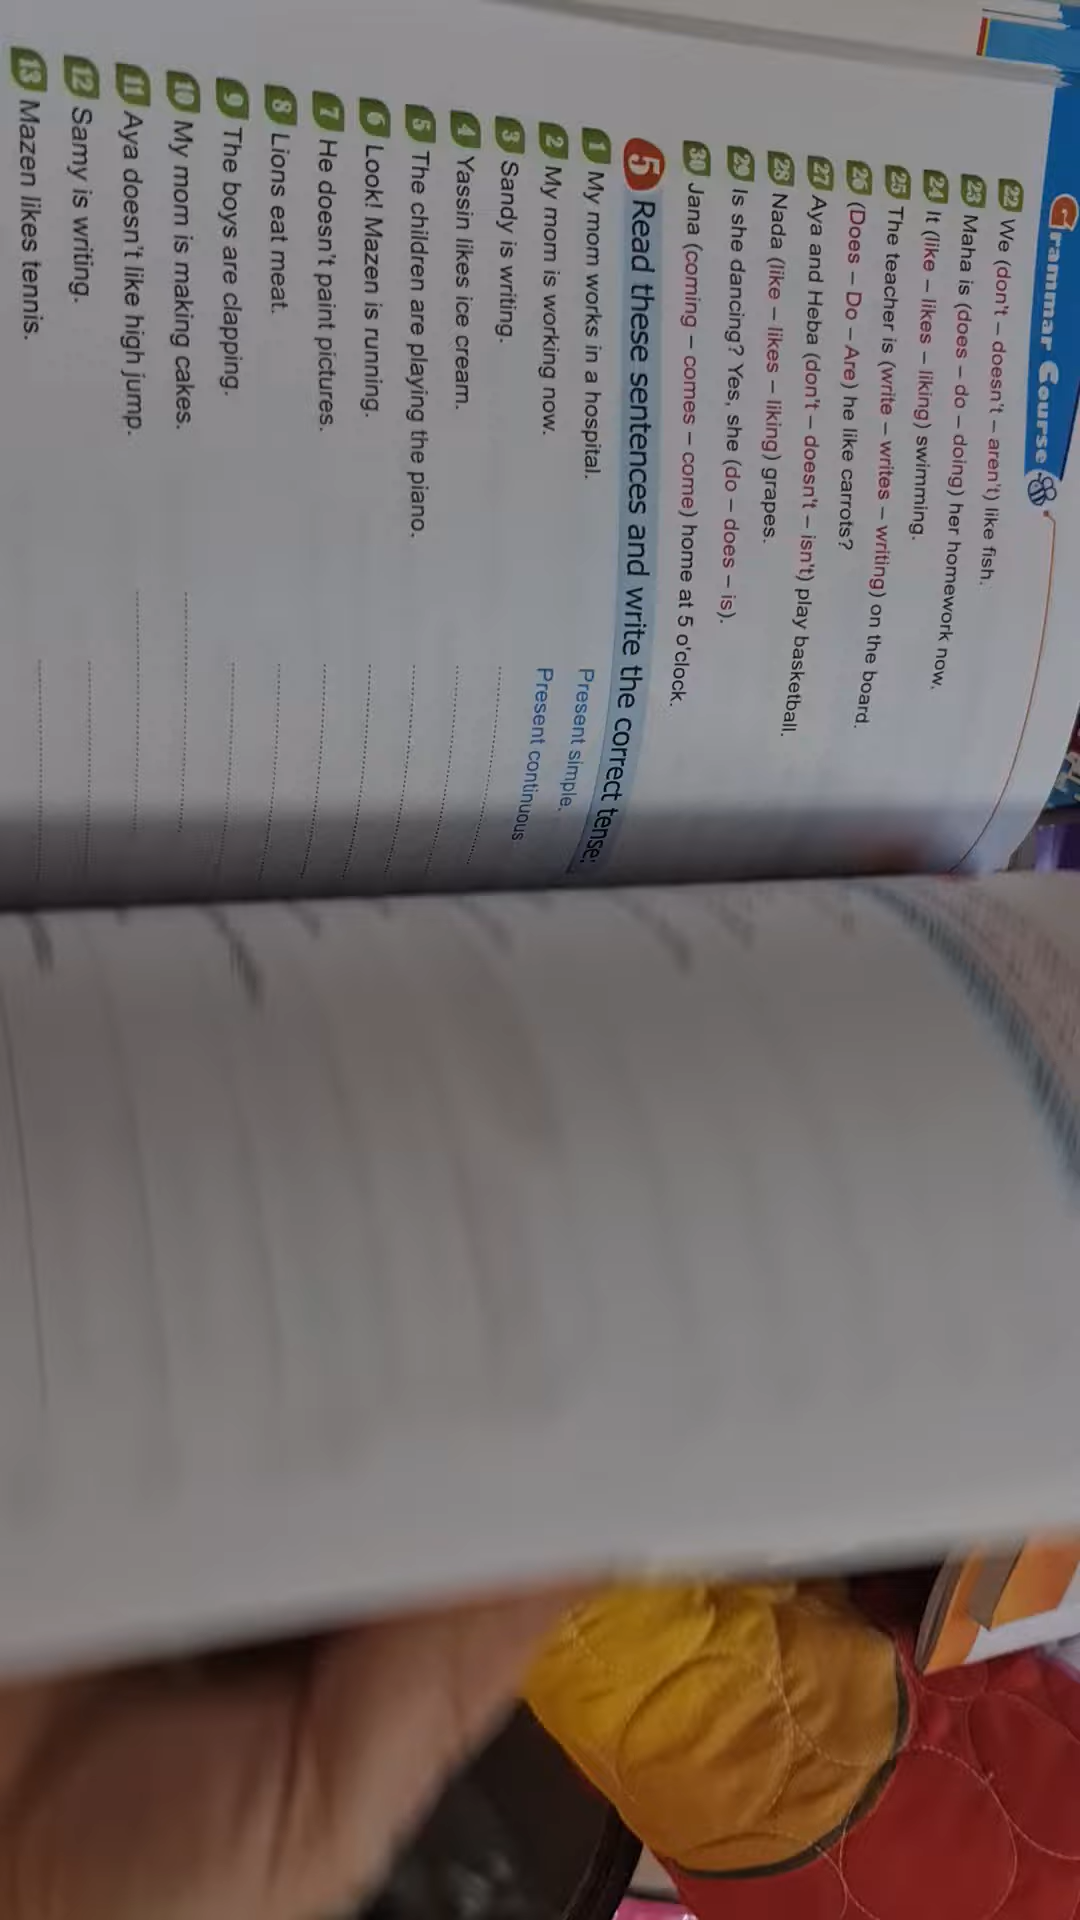 Grammar Course
22 We (don't – doesn't – aren't) like fish.
23 Maha is (does – do – doing) her homework now.
24 It (like – likes – liking) swimming.
25 The teacher is (write – writes – writing) on the board.
26 (Does – Do – Are) he like carrots?
27 Aya and Heba (don't – doesn't – isn't) play basketball.
28 Nada (like – likes – liking) grapes.
29 Is she dancing? Yes, she (do – does – is).
30 Jana (coming – comes – come) home at 5 o'clock.
5 Read these sentences and write the correct tense:
1 My mom works in a hospital. Present simple.
2 My mom is working now. Present continuous
3 Sandy is writing.
4 Yassin likes ice cream.
5 The children are playing the piano.
6 Look! Mazen is running.
7 He doesn't paint pictures.
8 Lions eat meat.
9 The boys are clapping.
10 My mom is making cakes.
11 Aya doesn't like high jump.
12 Samy is writing.
13 Mazen likes tennis.